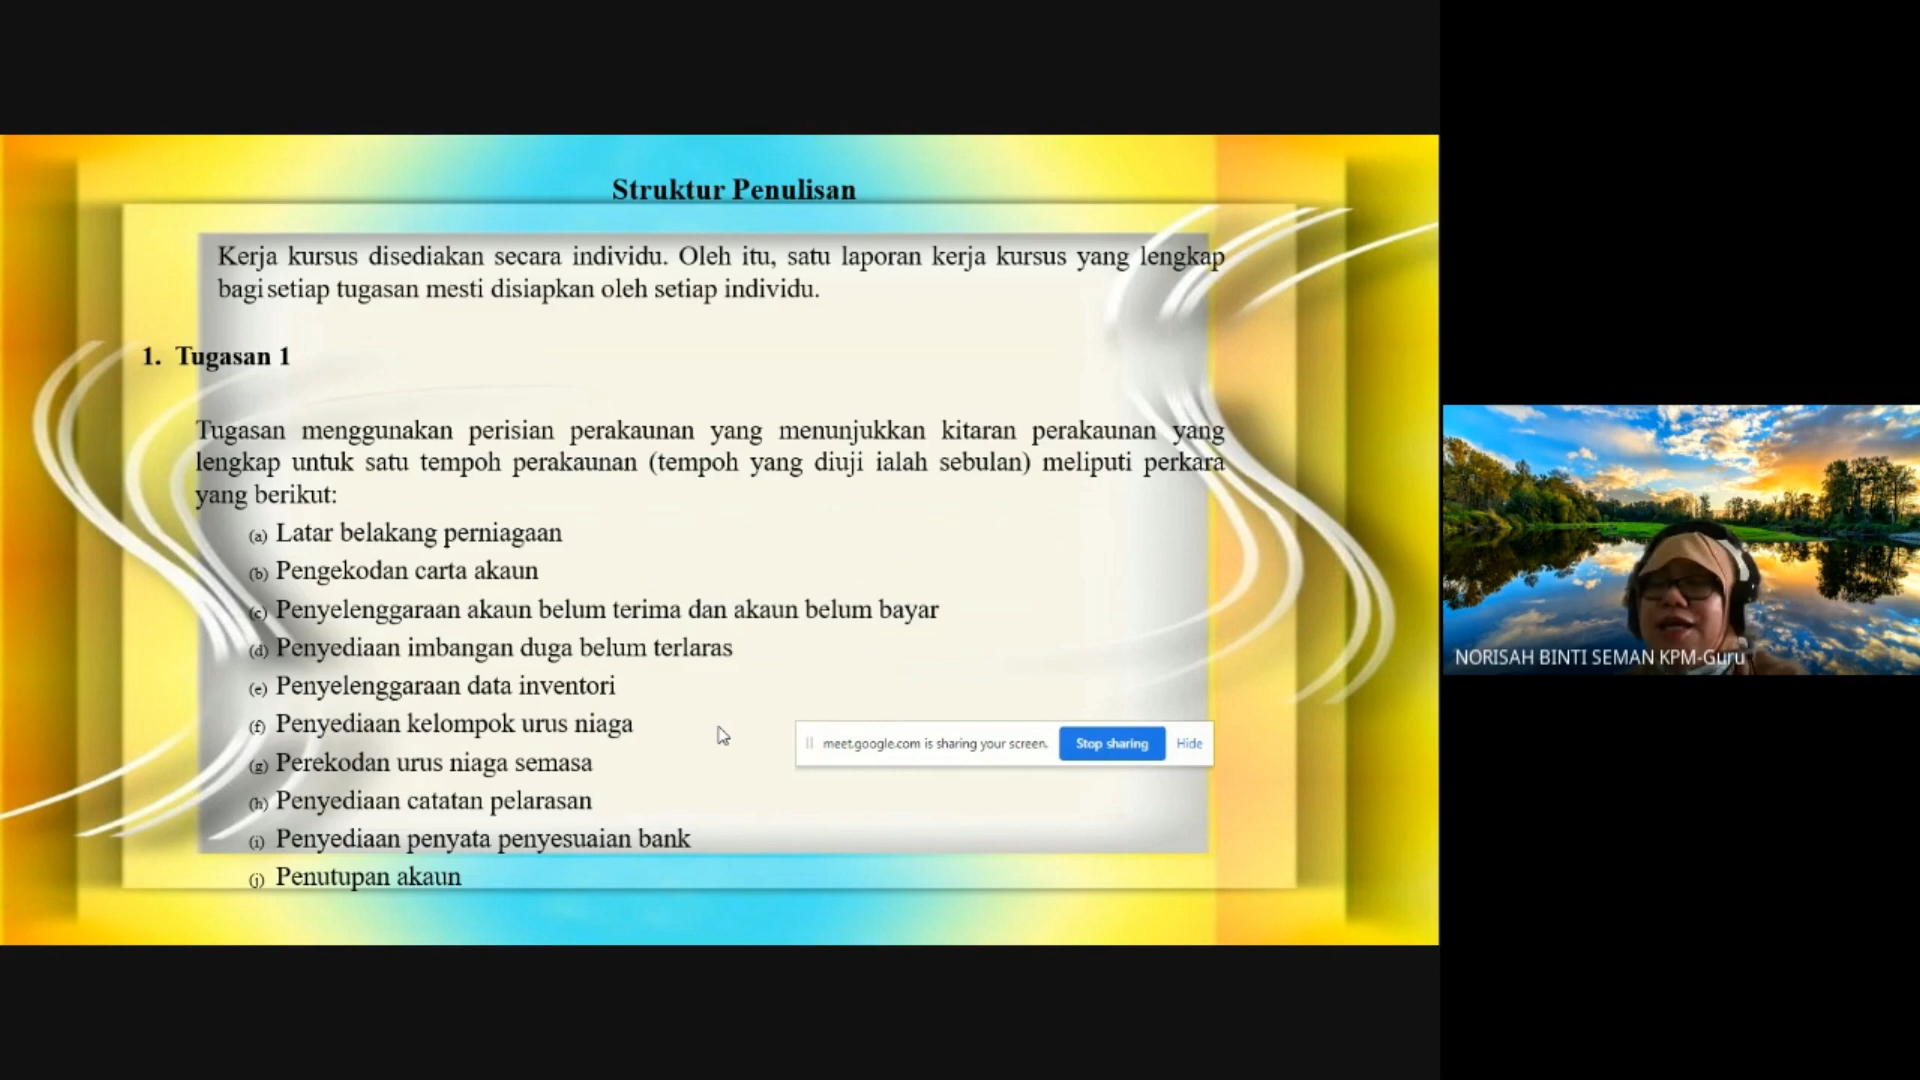 Struktur Penulisan
Kerja kursus disediakan secara individu. Oleh itu, satu laporan kerja kursus yang lengkap
bagi setiap tugasan mesti disiapkan oleh setiap individu.
1. Tugasan 1
Tugasan menggunakan perisian perakaunan yang menunjukkan kitaran perakaunan yang
lengkap untuk satu tempoh perakaunan (tempoh yang diuji ialah sebulan) meliputi perkara
yang berikut:
(a) Latar belakang perniagaan
(b) Pengekodan carta akaun
(c) Penyelenggaraan akaun belum terima dan akaun belum bayar
(d) Penyediaan imbangan duga belum terlaras
(e) Penyelenggaraan data inventori
(f) Penyediaan kelompok urus niaga
(g) Perekodan urus niaga semasa
(h) Penyediaan catatan pelarasan
(i) Penyediaan penyata penyesuaian bank
(j) Penutupan akaun
meet.google.com is sharing your screen. Stop sharing Hide
NORISAH BINTI SEMAN KPM-Guru